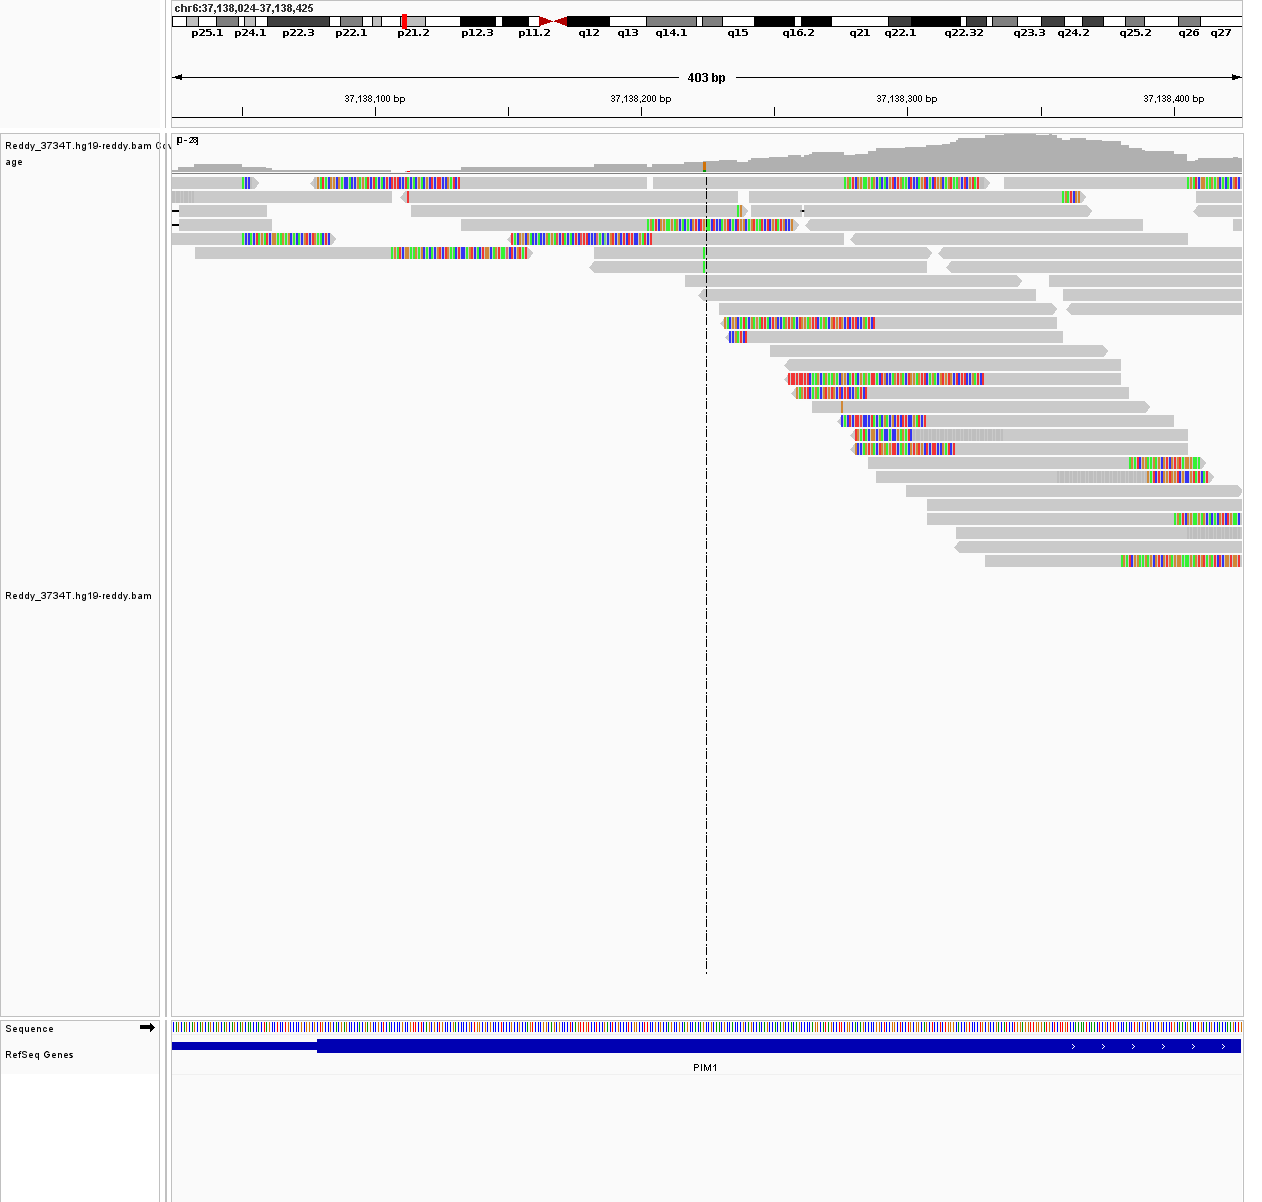 chr6:37,138,024-37,138,425
p25.1 p24.1 p22.3 p22.1 p21.2 p12.3 p11.2 q12 q13 q14.1 q15 q16.2 q21 q22.1 q22.32 q23.3 q24.2 q25.2 q26 q27
403 bp
37,138,100 bp 37,138,200 bp 37,138,300 bp 37,138,400 bp
[0-28]
Reddy_3734T.hg19-reddy.bam
age
Reddy_3734T.hg19-reddy.bam
Sequence
RefSeq Genes
PIM1